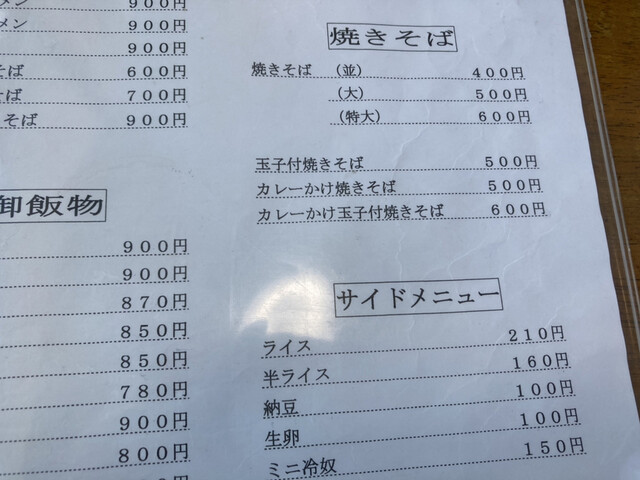 メン 900円
メン 900円
900円
そば 600円
そば 700円
そば 900円
御飯物
900円
900円
870円
850円
850円
780円
900円
800円
焼きそば
焼きそば (並) 400円
(大) 500円
(特大) 600円
玉子付焼きそば 500円
カレーかけ焼きそば 500円
カレーかけ玉子付焼きそば 600円
サイドメニュー
ライス 210円
半ライス 160円
納豆 100円
生卵 100円
ミニ冷奴 150円